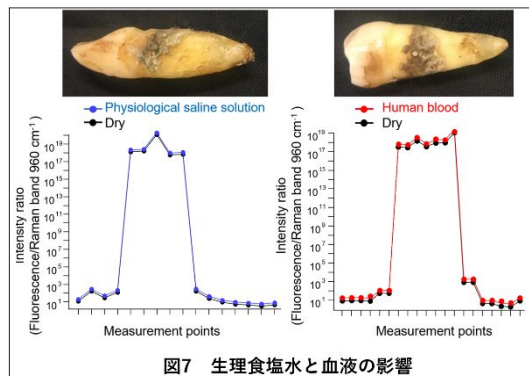 Physiological saline solution
Dry
Intensity ratio
(Fluorescence/Raman band 960 cm⁻¹)
10¹⁹
10¹⁷
10¹⁵
10¹³
10¹¹
10⁹
10⁷
10⁵
10³
10¹
Measurement points
Human blood
Dry
Intensity ratio
(Fluorescence/Raman band 960 cm⁻¹)
10¹⁹
10¹⁷
10¹⁵
10¹³
10¹¹
10⁹
10⁷
10⁵
10³
10¹
Measurement points
図7 生理食塩水と血液の影響